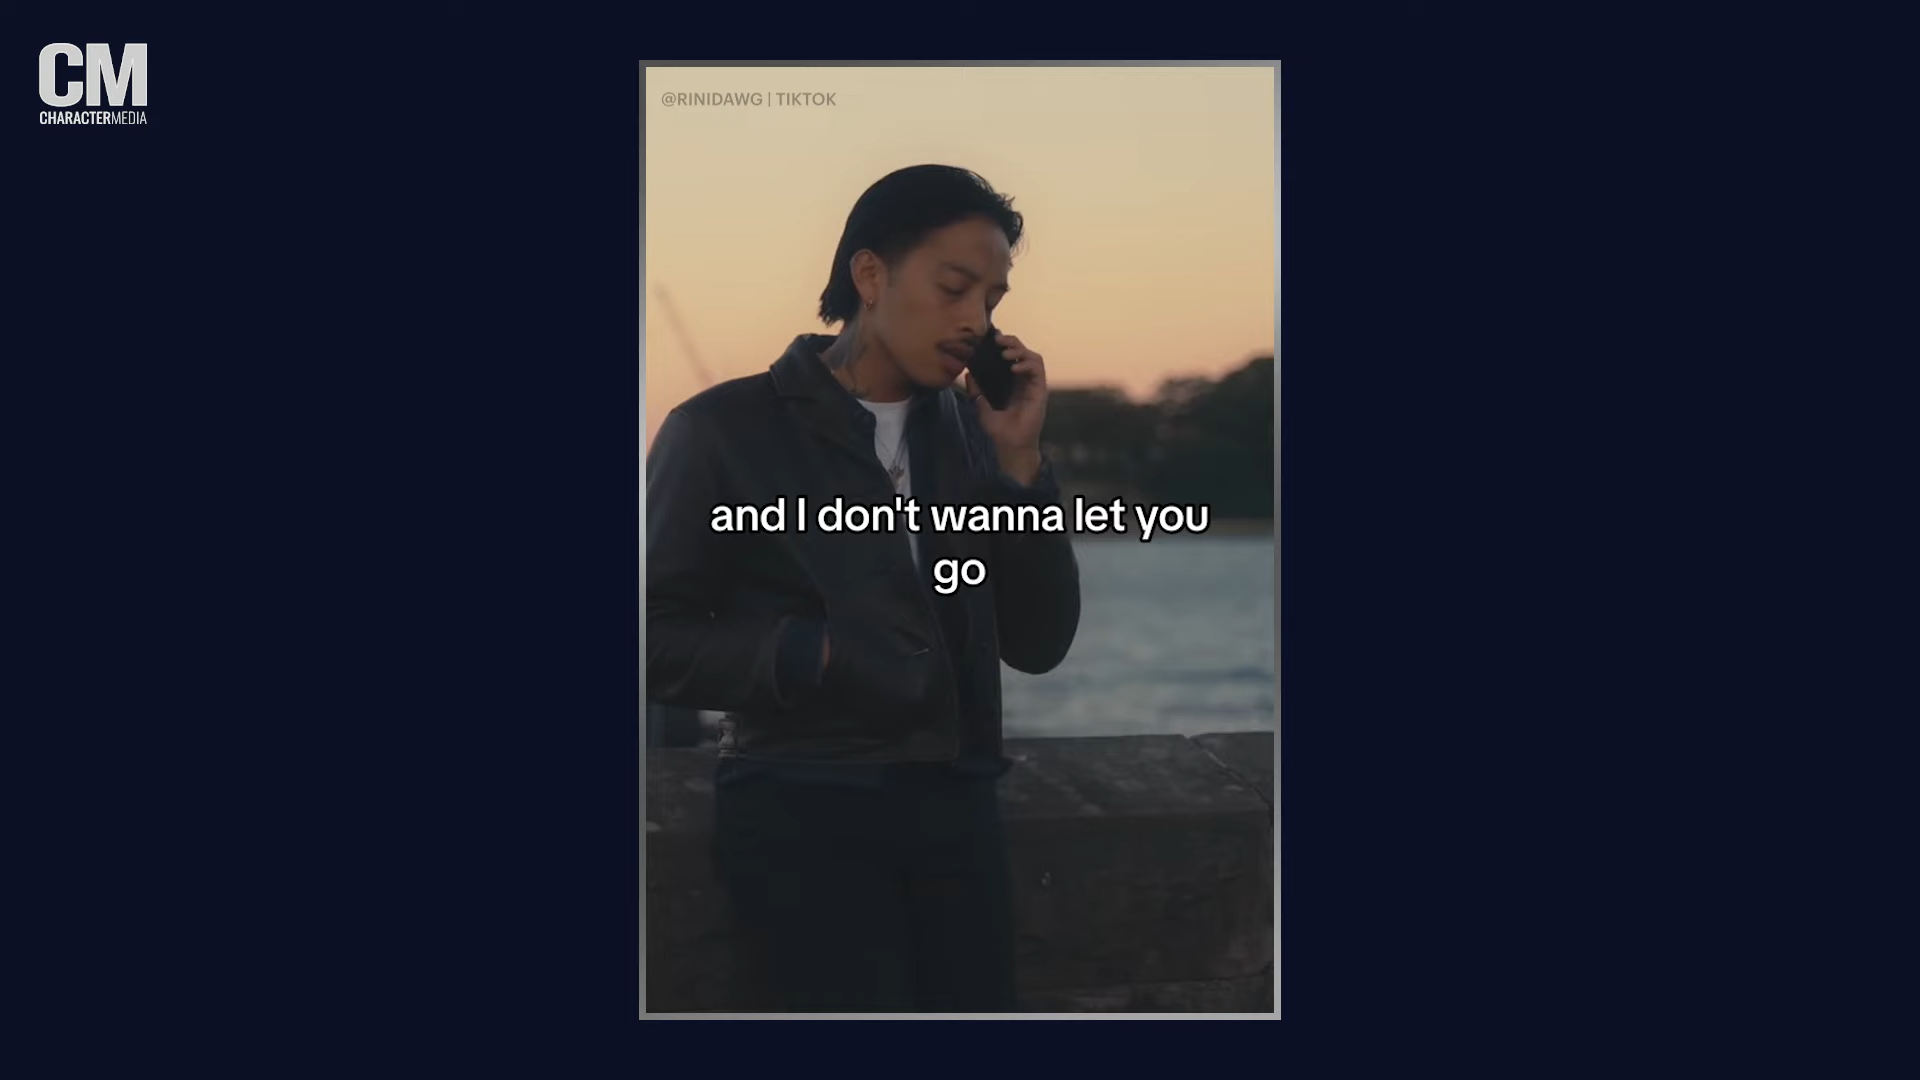 CM
CHARACTERMEDIA
@RINIDAWG | TIKTOK
and I don't wanna let you
go